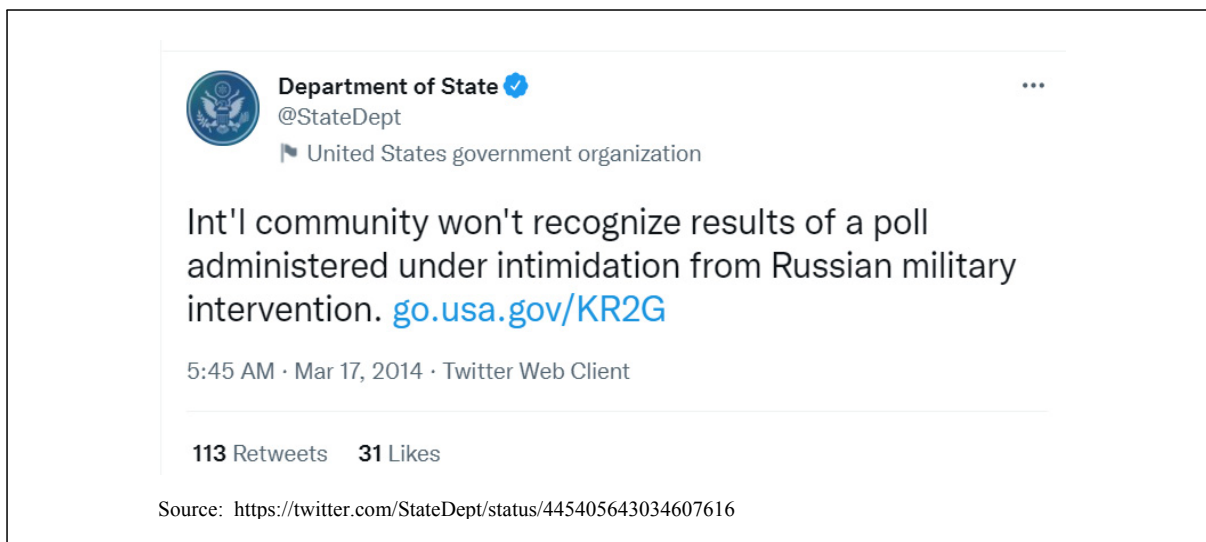 Department of State
@StateDept
United States government organization
Int'l community won't recognize results of a poll
administered under intimidation from Russian military
intervention. go.usa.gov/KR2G
5:45 AM · Mar 17, 2014 · Twitter Web Client
113 Retweets 31 Likes
Source: https://twitter.com/StateDept/status/445405643034607616